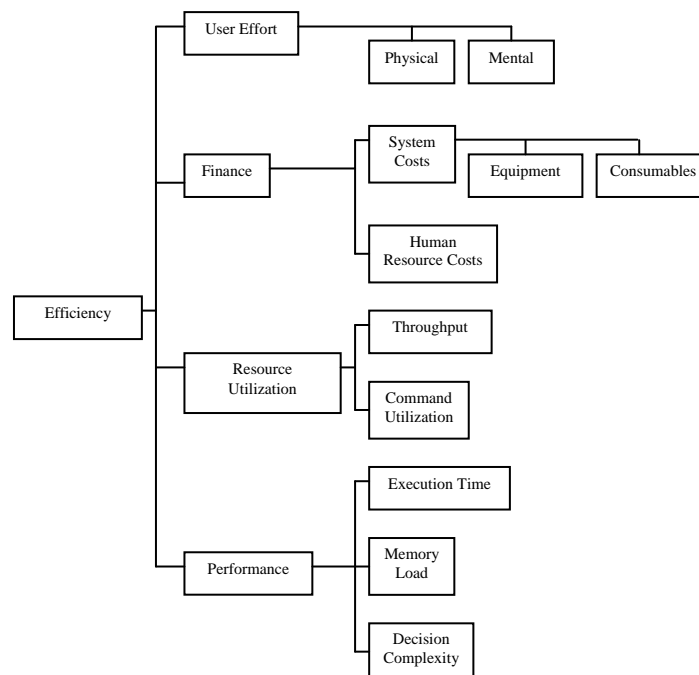 User Effort
Physical
Mental
System
Costs
Finance
Equipment
Consumables
Human
Resource Costs
Efficiency
Throughput
Resource
Utilization
Command
Utilization
Execution Time
Performance
Memory
Load
Decision
Complexity